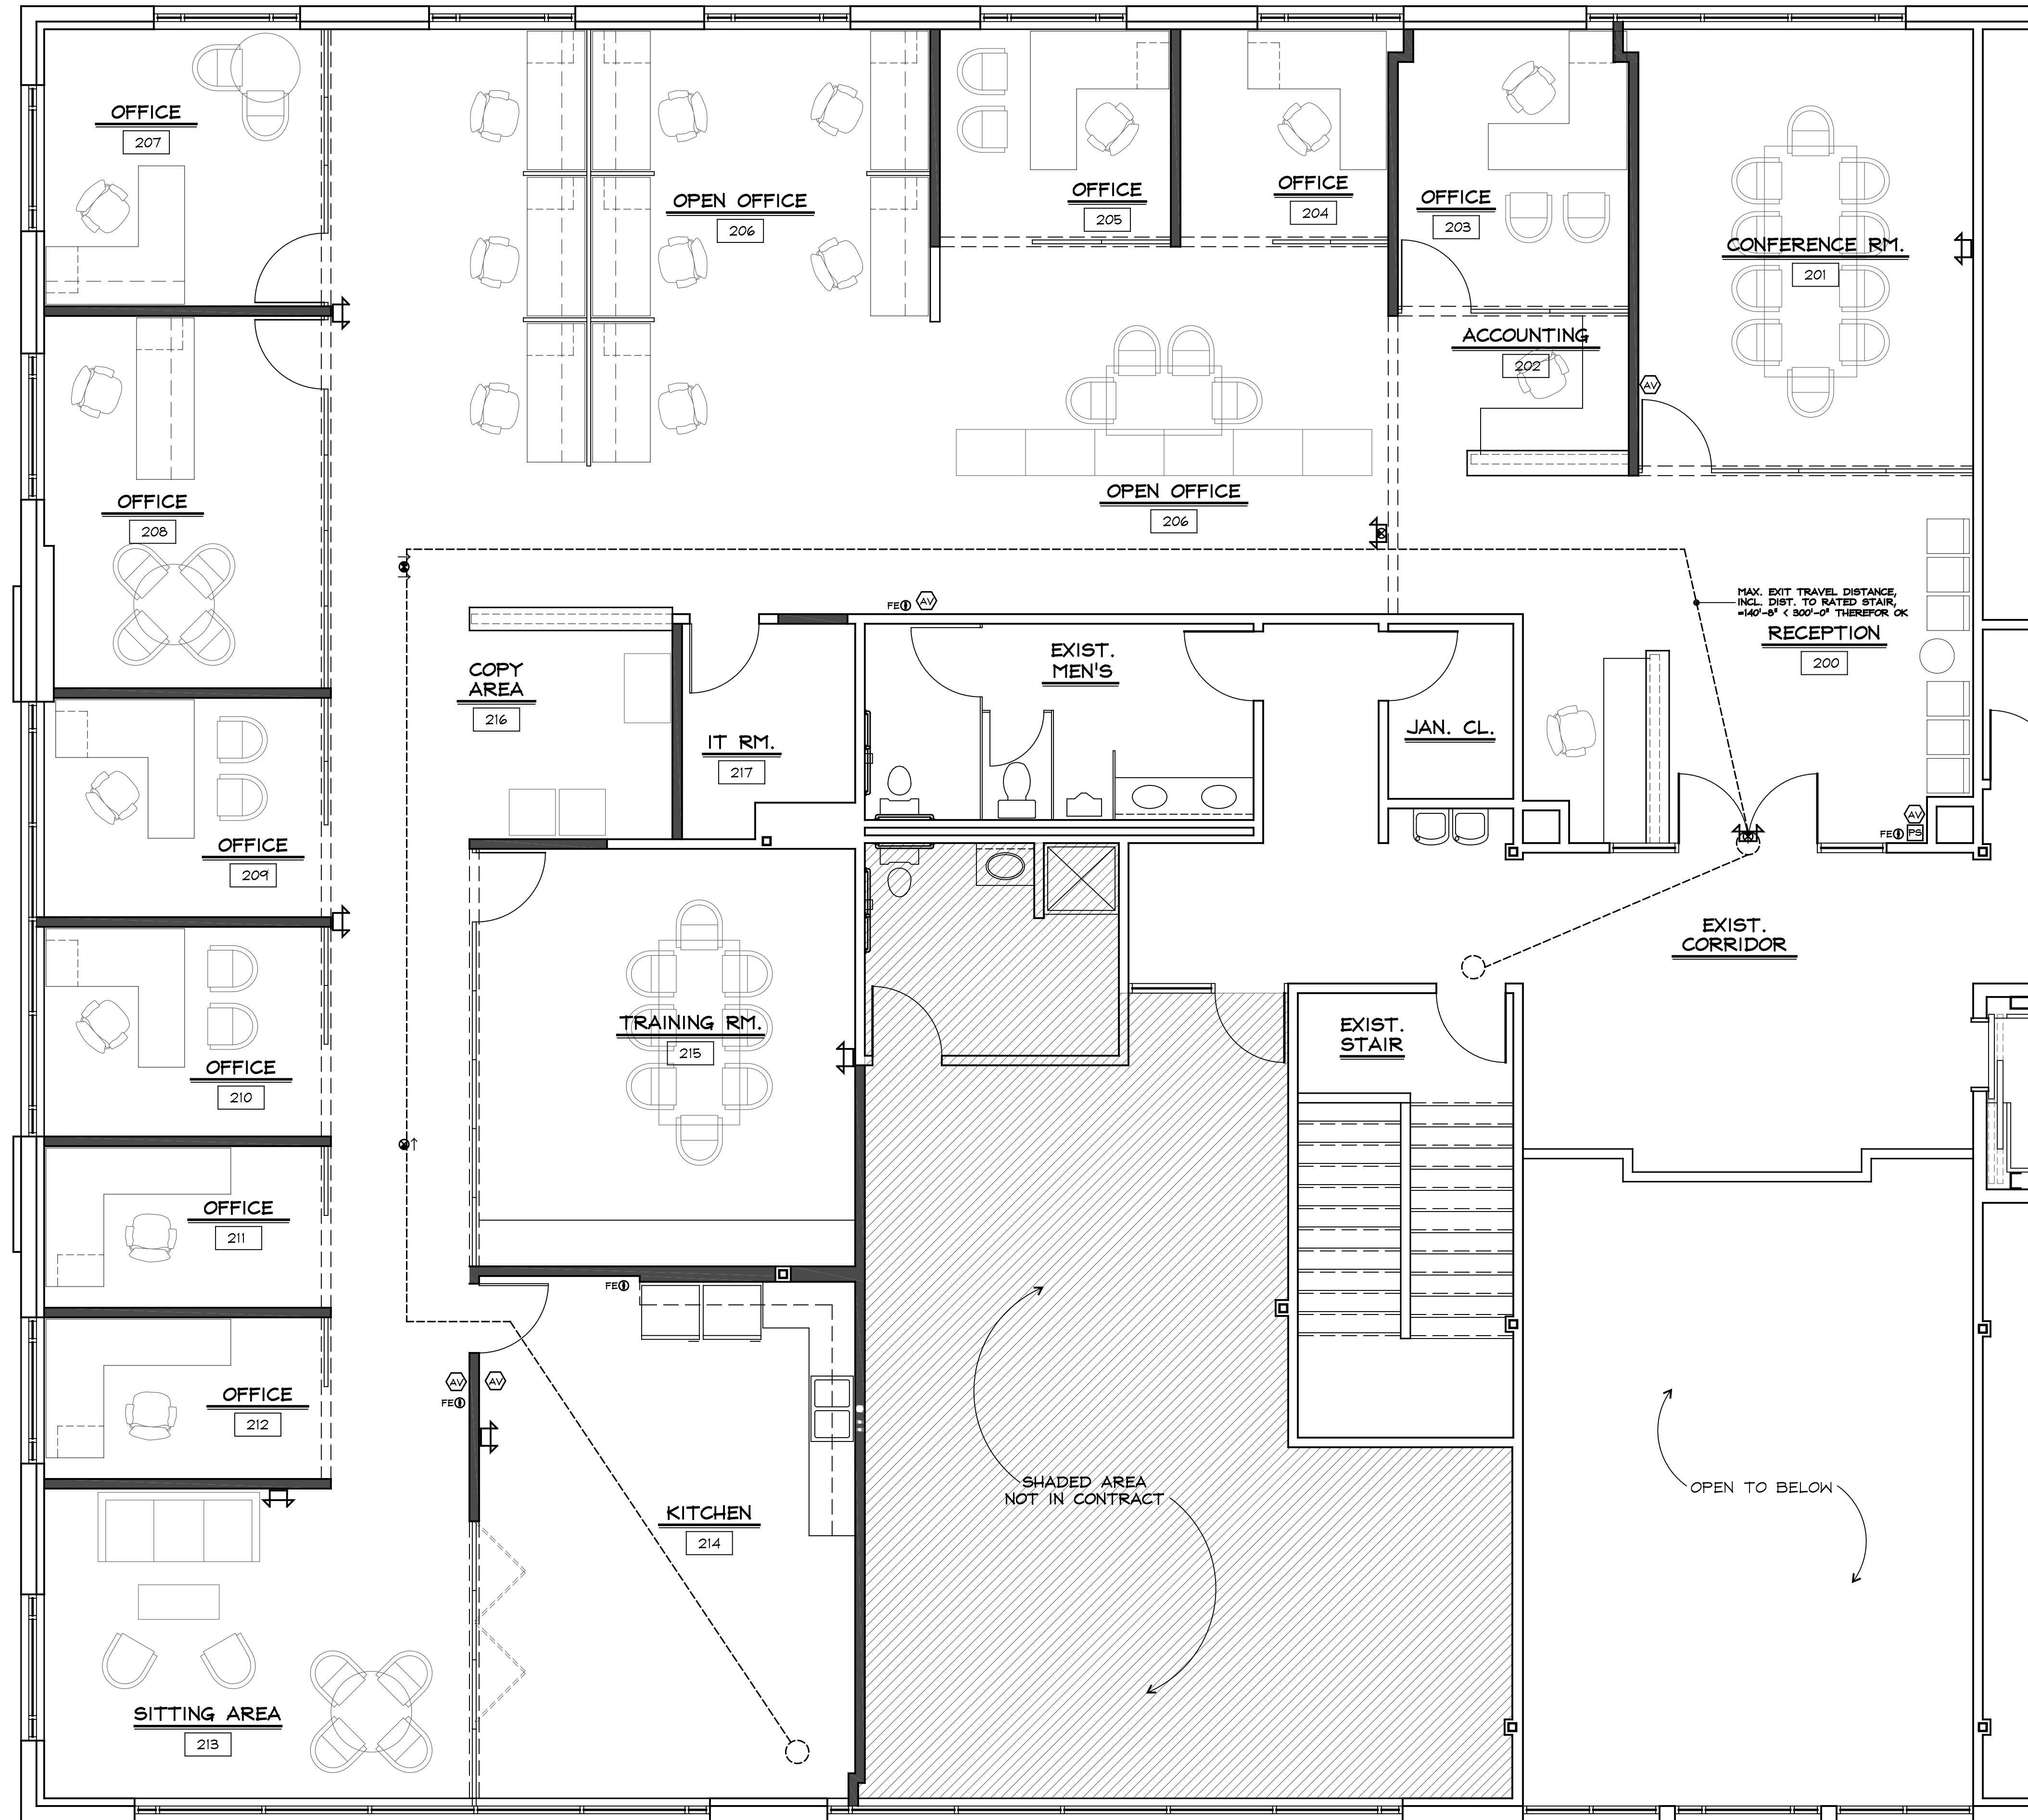 OFFICE
207
OPEN OFFICE
206
OFFICE
205
OFFICE
204
OFFICE
203
CONFERENCE RM.
201
ACCOUNTING
202
AV
OFFICE
208
OPEN OFFICE
206
MAX. EXIT TRAVEL DISTANCE,
INCL. DIST. TO RATED STAIR,
=140'-8" < 300'-0" THEREFOR OK
RECEPTION
200
FE
AV
COPY
AREA
216
IT RM.
217
EXIST.
MEN'S
JAN. CL.
AV
FE
PS
OFFICE
209
EXIST.
CORRIDOR
TRAINING RM.
215
EXIST.
STAIR
OFFICE
210
OFFICE
211
FE
OFFICE
212
AV
AV
FE
KITCHEN
214
SHADED AREA
NOT IN CONTRACT
OPEN TO BELOW
SITTING AREA
213